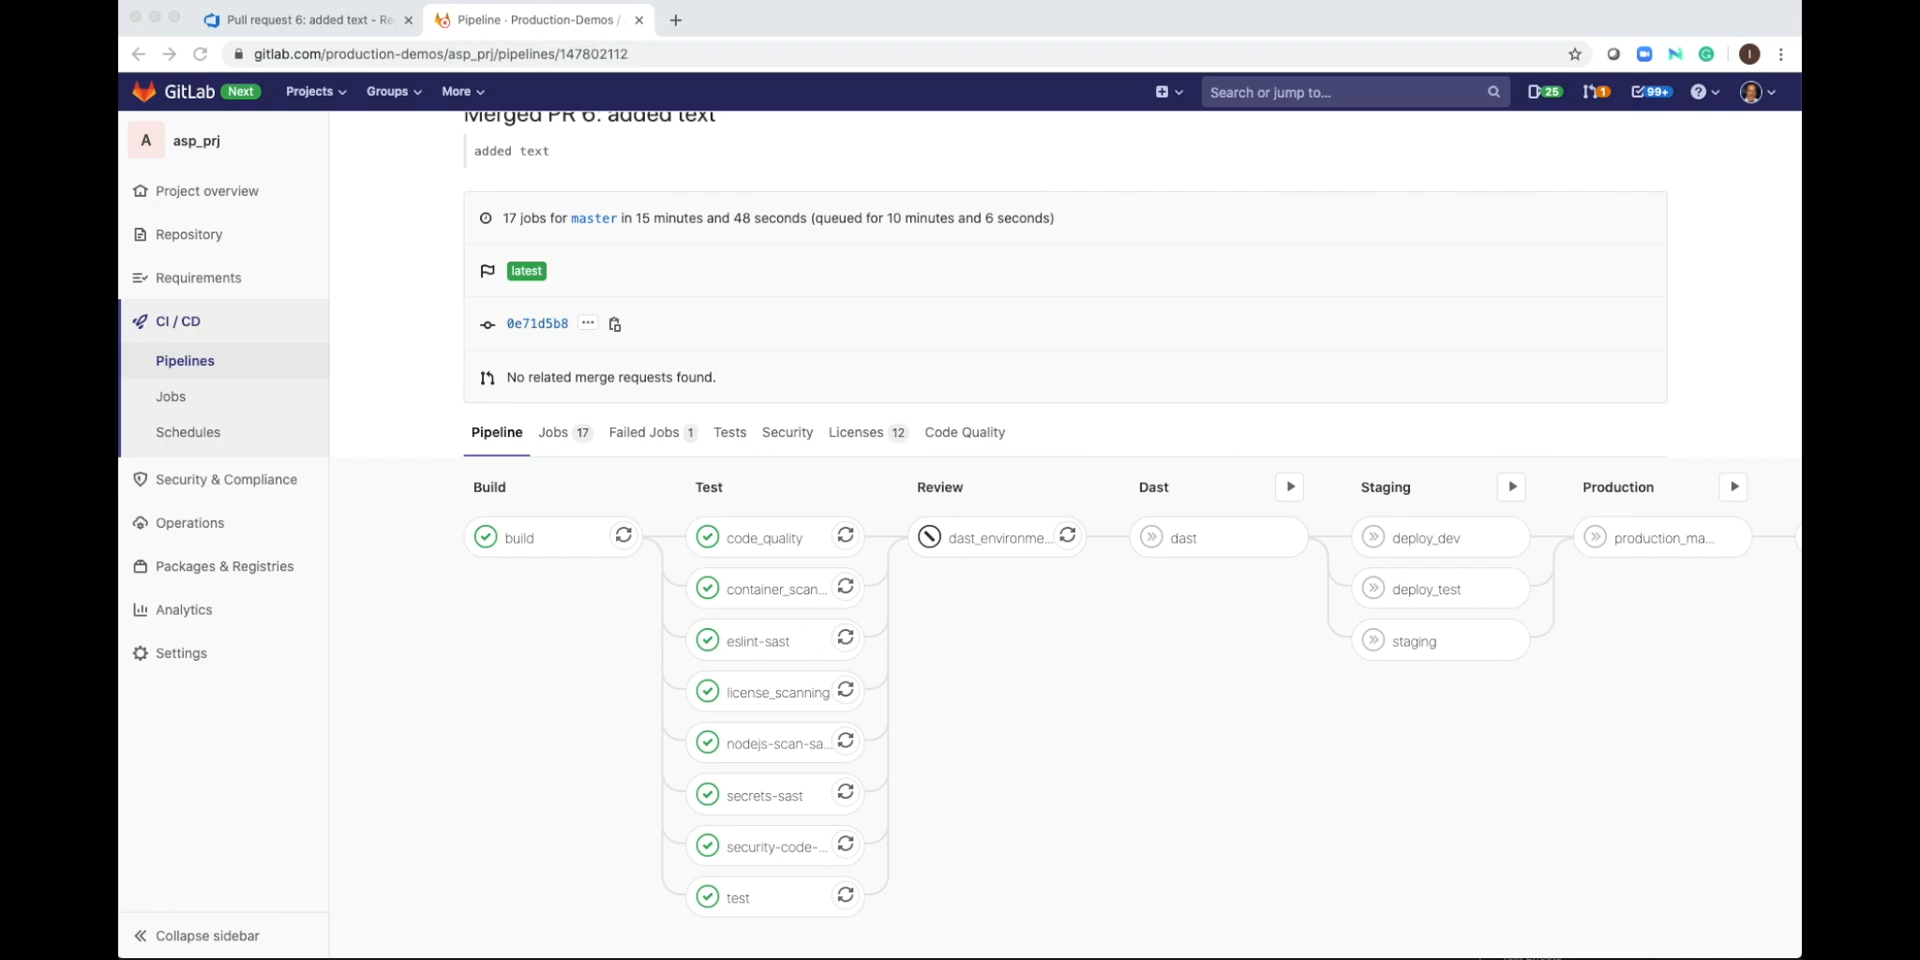 Pull request 6: added text - Re
Pipeline · Production-Demos /
gitlab.com/production-demos/asp_prj/pipelines/147802112
GitLab Next Projects Groups More Search or jump to... 25 1 99+
A asp_prj
Project overview
Repository
Requirements
CI / CD
Pipelines
Jobs
Schedules
Security & Compliance
Operations
Packages & Registries
Analytics
Settings
Collapse sidebar
Merged PR 6: added text
added text
17 jobs for master in 15 minutes and 48 seconds (queued for 10 minutes and 6 seconds)
latest
0e71d5b8
No related merge requests found.
Pipeline Jobs 17 Failed Jobs 1 Tests Security Licenses 12 Code Quality
Build
build
Test
code_quality
container_scan...
eslint-sast
license_scanning
nodejs-scan-sa...
secrets-sast
security-code-...
test
Review
dast_environme...
Dast
dast
Staging
deploy_dev
deploy_test
staging
Production
production_ma...